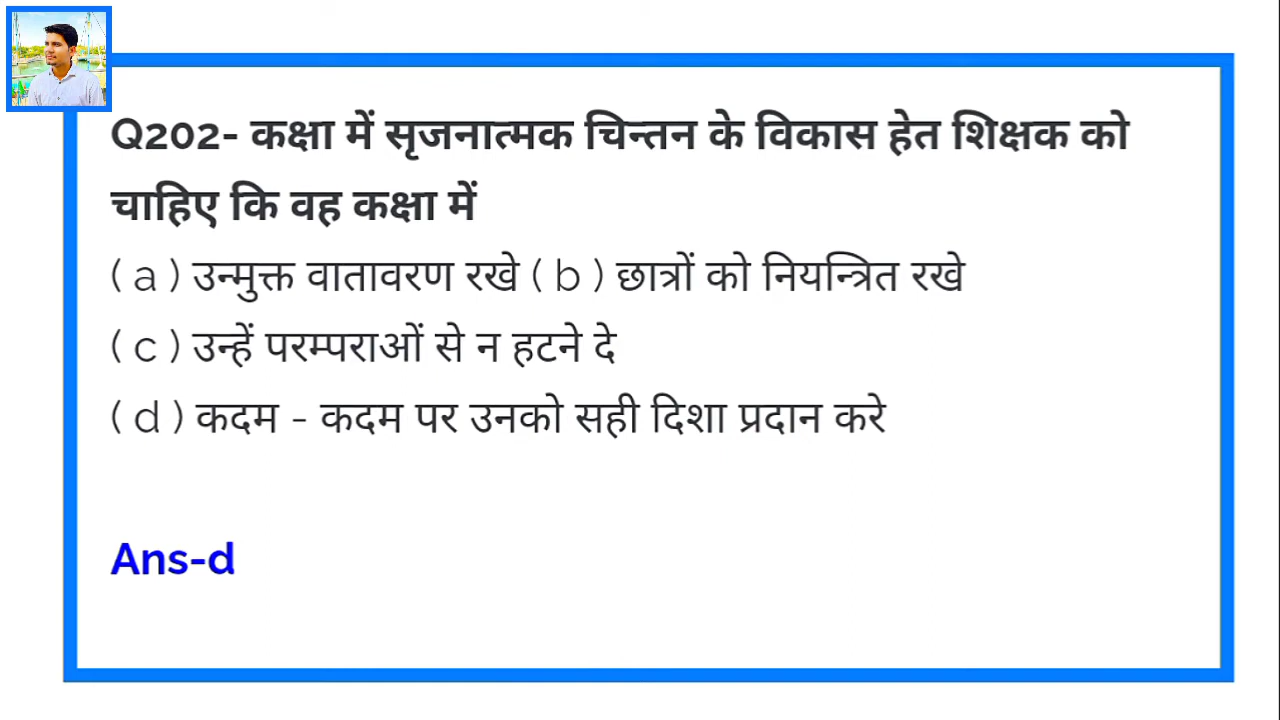 Q202- कक्षा में सृजनात्मक चिन्तन के विकास हेत शिक्षक को
चाहिए कि वह कक्षा में
( a ) उन्मुक्त वातावरण रखे ( b ) छात्रों को नियन्त्रित रखे
( c ) उन्हें परम्पराओं से न हटने दे
( d ) कदम - कदम पर उनको सही दिशा प्रदान करे
Ans-d